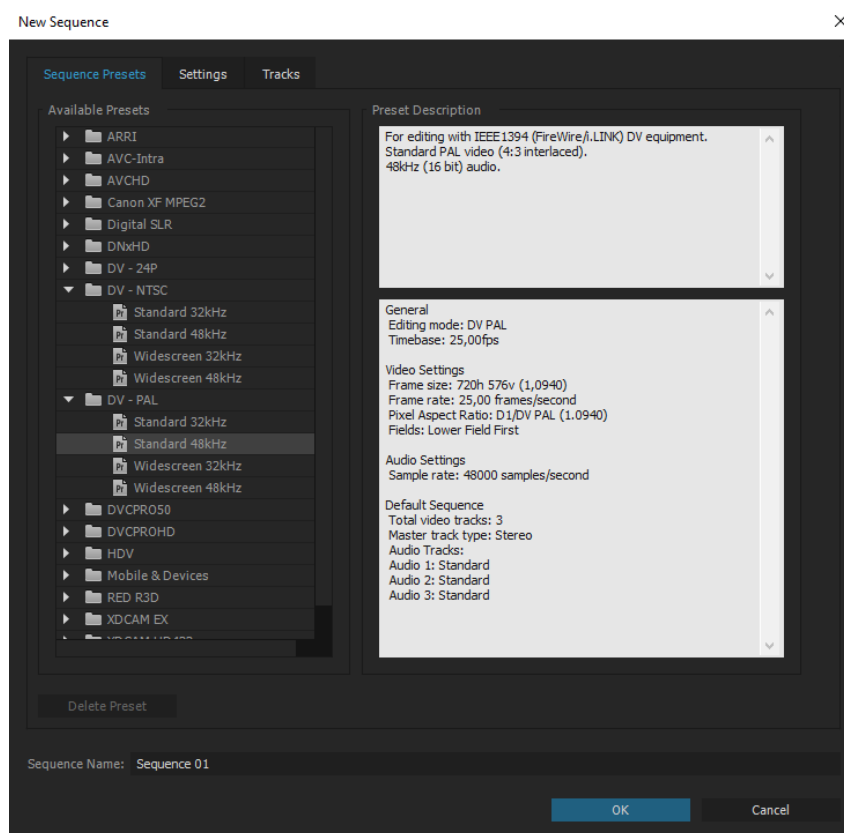 New Sequence
Sequence Presets
Settings
Tracks
Available Presets
ARRI
AVC-Intra
AVCHD
Canon XF MPEG2
Digital SLR
DNxHD
DV - 24P
DV - NTSC
Standard 32kHz
Standard 48kHz
Widescreen 32kHz
Widescreen 48kHz
DV - PAL
Standard 32kHz
Standard 48kHz
Widescreen 32kHz
Widescreen 48kHz
DVCPRO50
DVCPROHD
HDV
Mobile & Devices
RED R3D
XDCAM EX
Preset Description
For editing with IEEE1394 (FireWire/i.LINK) DV equipment.
Standard PAL video (4:3 interlaced).
48kHz (16 bit) audio.
General
Editing mode: DV PAL
Timebase: 25,00fps
Video Settings
Frame size: 720h 576v (1,0940)
Frame rate: 25,00 frames/second
Pixel Aspect Ratio: D1/DV PAL (1.0940)
Fields: Lower Field First
Audio Settings
Sample rate: 48000 samples/second
Default Sequence
Total video tracks: 3
Master track type: Stereo
Audio Tracks:
Audio 1: Standard
Audio 2: Standard
Audio 3: Standard
Delete Preset
Sequence Name: Sequence 01
OK
Cancel